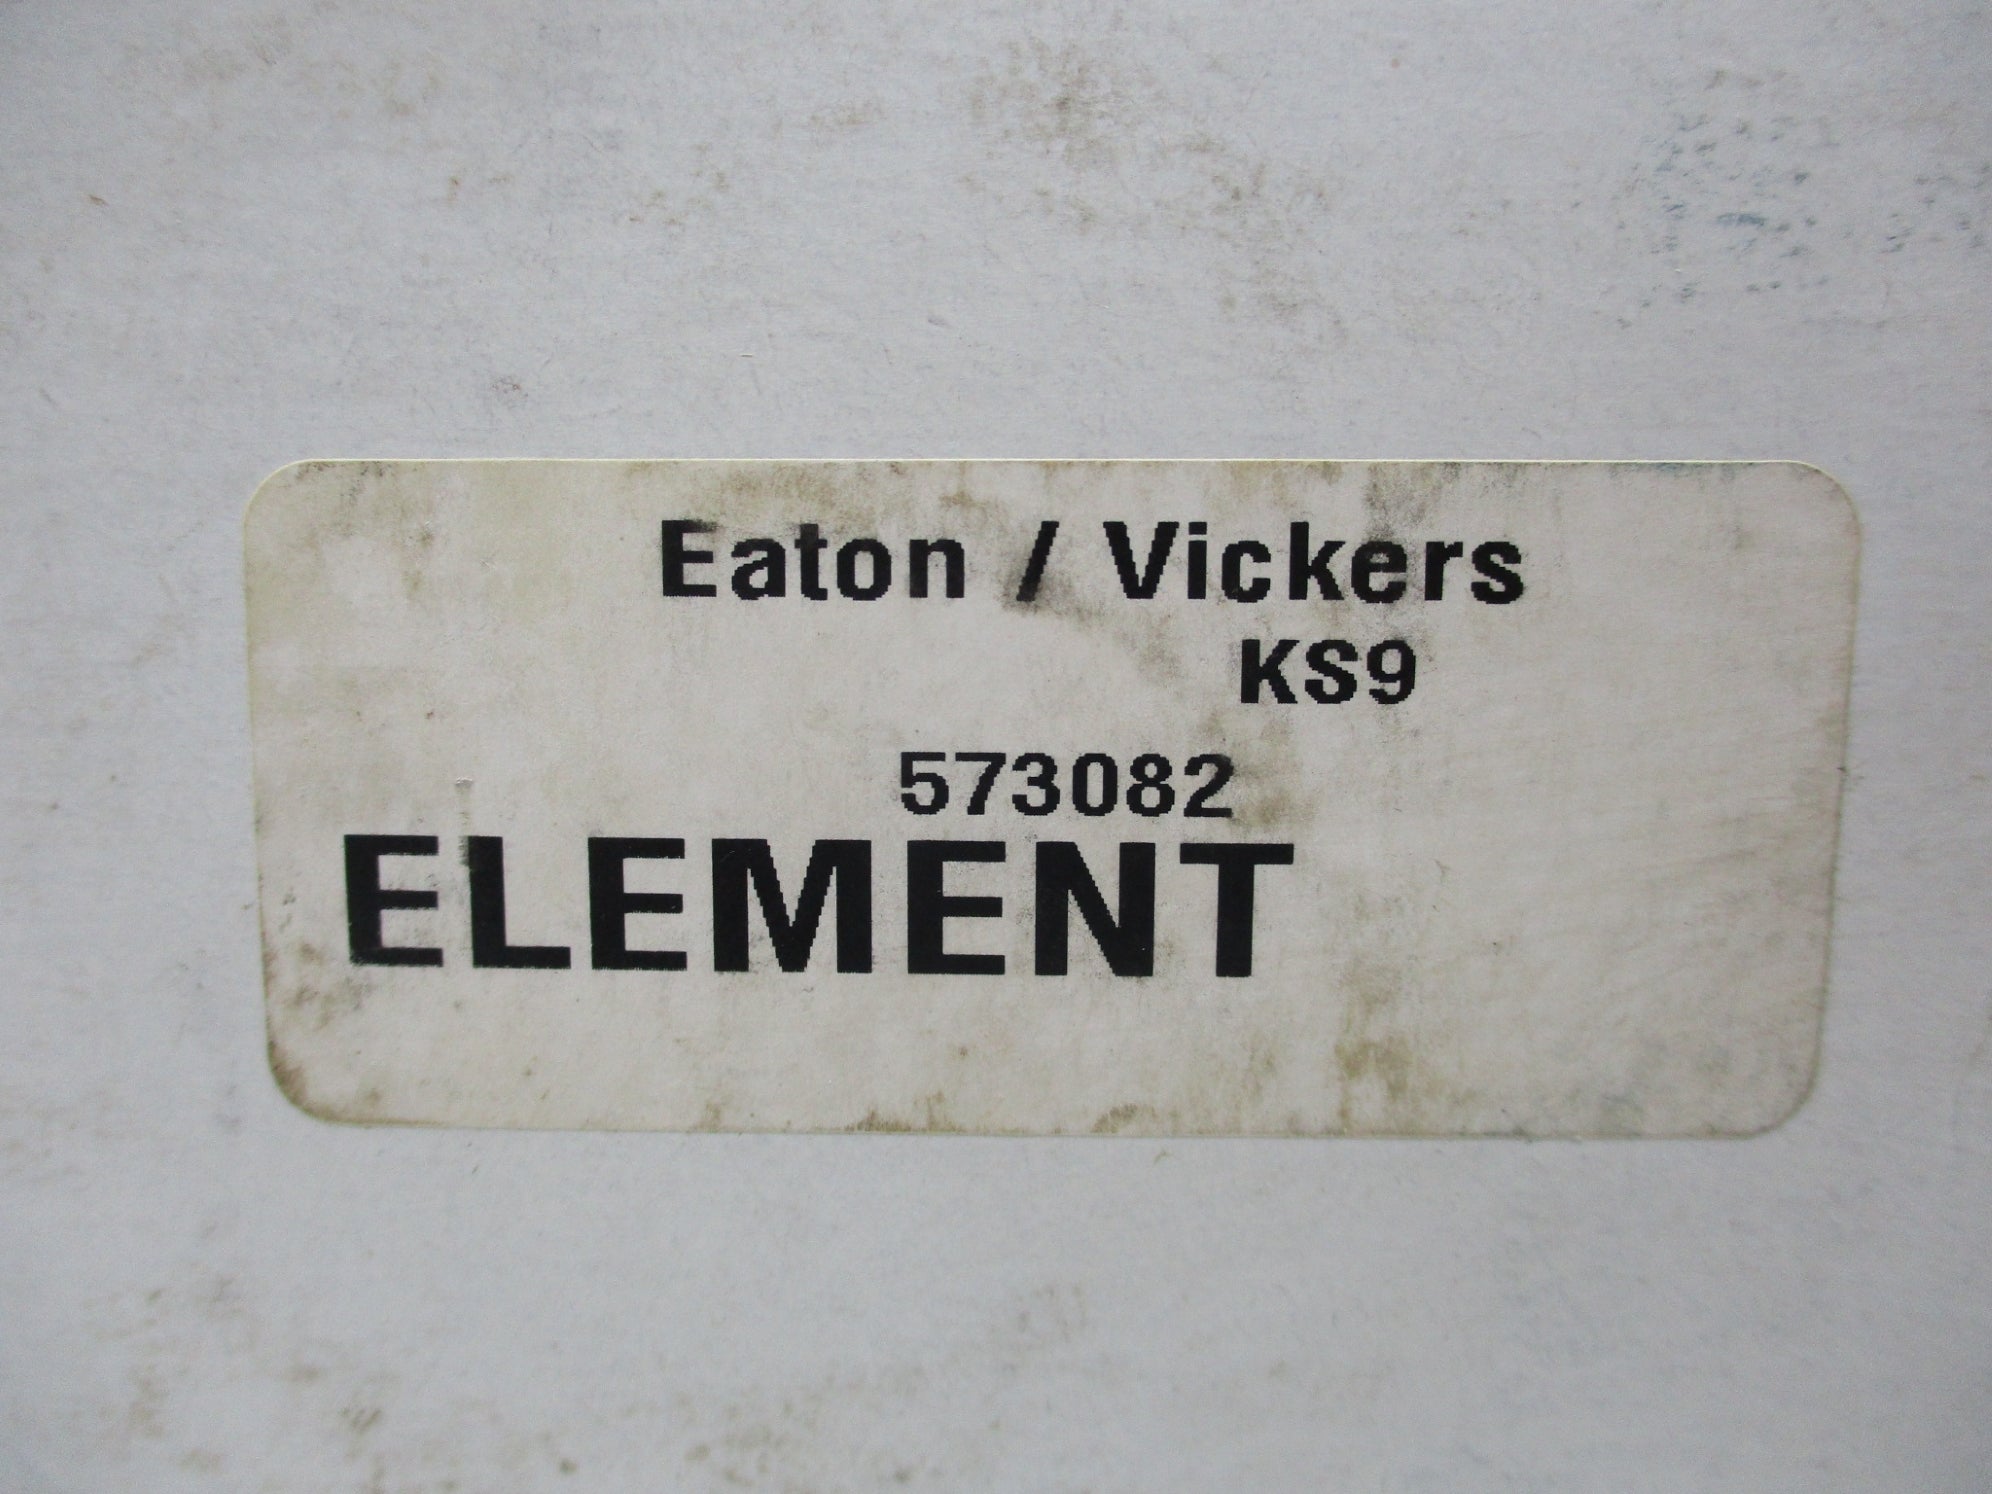 Eaton / Vickers
KS9
573082
ELEMENT